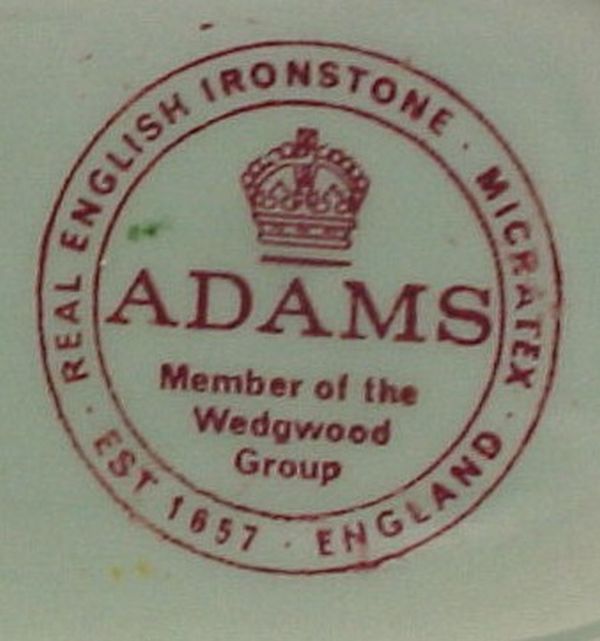 REAL ENGLISH IRONSTONE · MICRATEX ·
ADAMS
Member of the
Wedgwood
Group
EST 1657 · ENGLAND